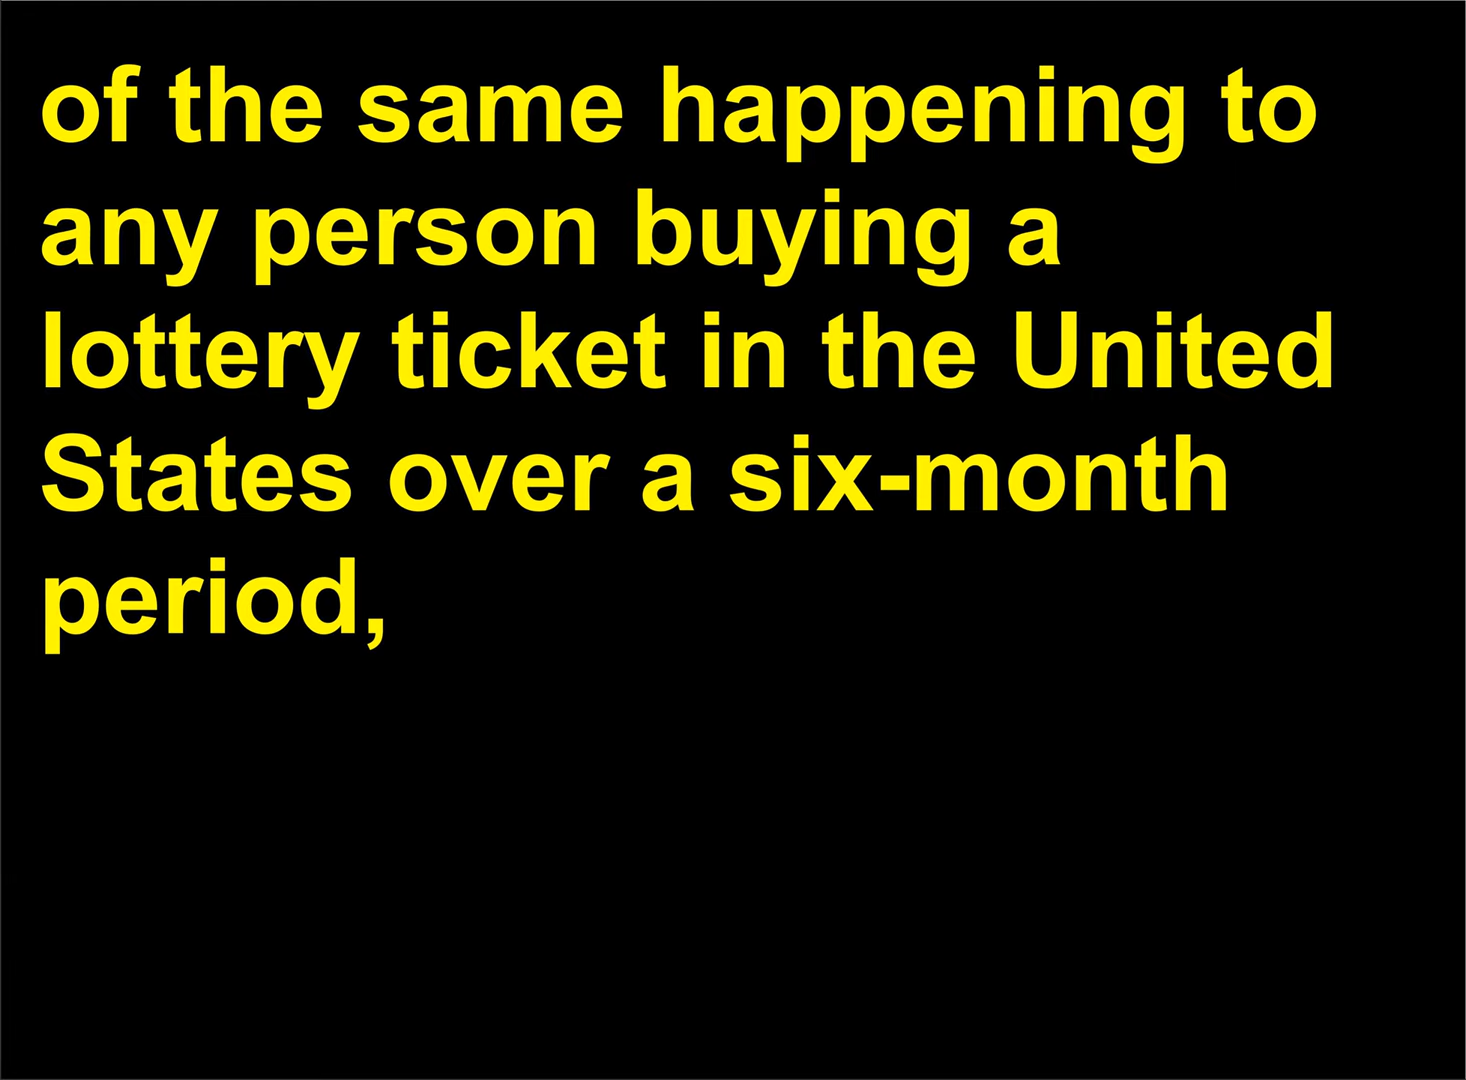 of the same happening to
any person buying a
lottery ticket in the United
States over a six-month
period,